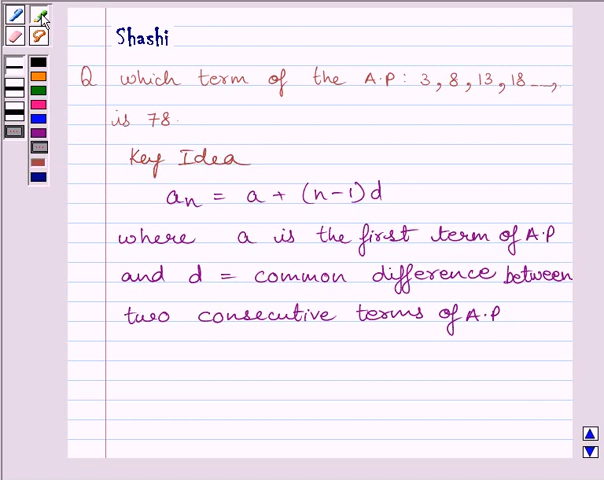 Shashi
Q which term of the A.P: 3, 8, 13, 18 --,
is 78.
Key Idea
aₙ = a + (n-1)d
where a is the first term of A.P
and d = common difference between
two consecutive terms of A.P